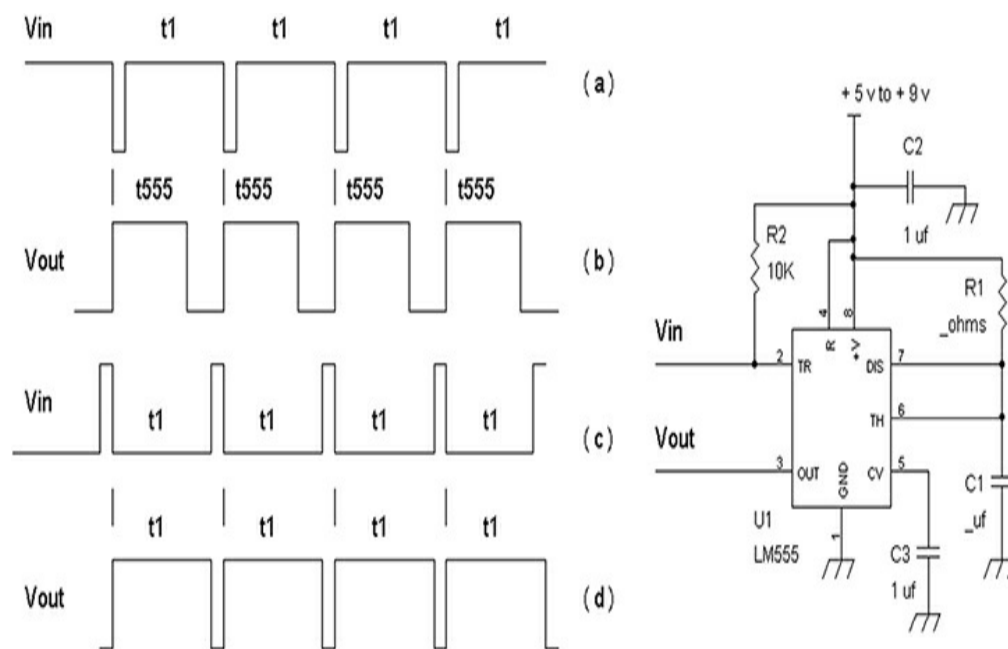 Vin t1 t1 t1 t1
(a)
t555 t555 t555 t555
Vout
(b)
Vin
t1 t1 t1 t1
(c)
t1 t1 t1 t1
Vout
(d)
+ 5 v to + 9 v
C2
1 uf
R2
10K
R1
_ohms
4 8
R +V
Vin
2 TR DIS 7
TH 6
Vout
3 OUT CV 5
GND
1
C1
_uf
U1
LM555
C3
1 uf